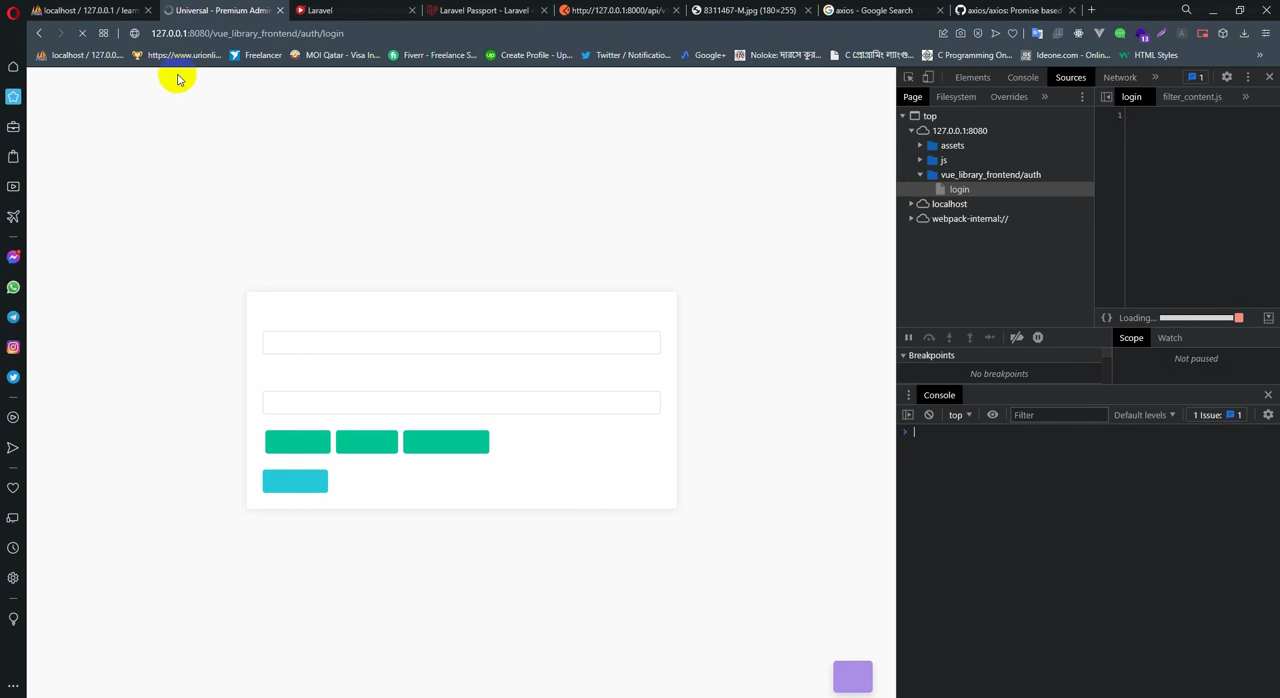 localhost / 127.0.0.1 / learn
Universal - Premium Admi
Laravel
Laravel Passport - Laravel -
http://127.0.0.1:8000/api/v
8311467-M.jpg (180×255)
axios - Google Search
axios/axios: Promise based
127.0.0.1:8080/vue_library_frontend/auth/login
13
localhost / 127.0.0....
https://www.urionli...
Freelancer
MOI Qatar - Visa In...
Fiverr - Freelance S...
Create Profile - Up...
Twitter / Notificatio...
Google+
C Programming On...
Ideone.com - Onlin...
HTML Styles
Elements
Console
Sources
Network
1
Page
Filesystem
Overrides
login
filter_content.js
top
1
127.0.0.1:8080
assets
js
vue_library_frontend/auth
login
localhost
webpack-internal://
{ } Loading...
Scope
Watch
Breakpoints
Not paused
No breakpoints
Console
top
Filter
Default levels
1 Issue:
1